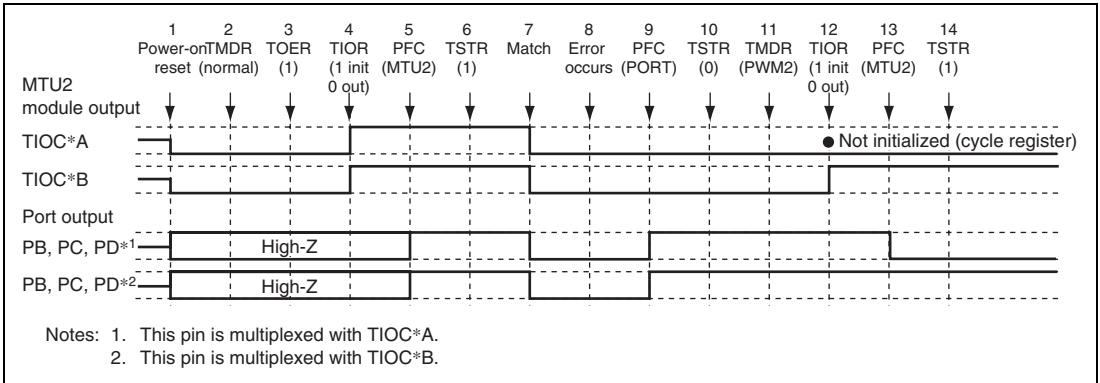 1 2 3 4 5 6 7 8 9 10 11 12 13 14
Power-onTMDR TOER TIOR PFC TSTR Match Error PFC TSTR TMDR TIOR PFC TSTR
reset (normal) (1) (1 init (MTU2) (1) occurs (PORT) (0) (PWM2) (1 init (MTU2) (1)
MTU2 0 out) 0 out)
module output
TIOC*A ● Not initialized (cycle register)
TIOC*B
Port output
PB, PC, PD*1 High-Z
PB, PC, PD*2 High-Z
Notes: 1. This pin is multiplexed with TIOC*A.
2. This pin is multiplexed with TIOC*B.